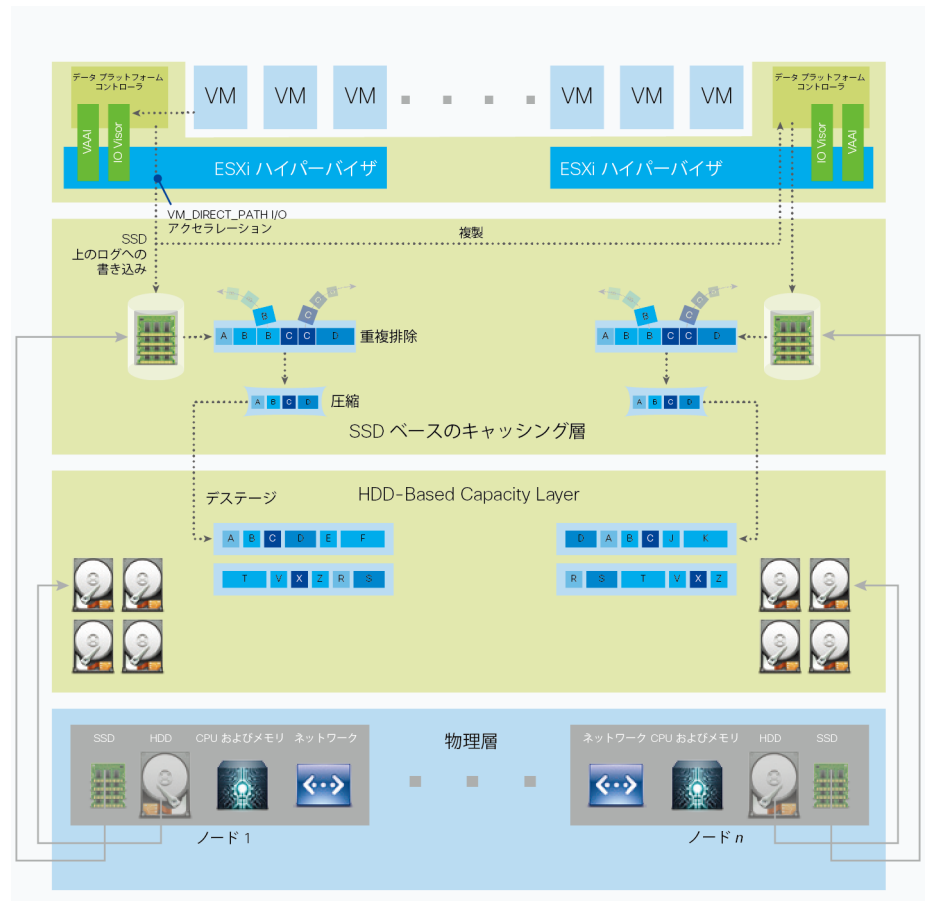 データ プラットフォーム
コントローラ
VM
VM
VM
VM
VM
VM
データ プラットフォーム
コントローラ
VAAI
IO Visor
IO Visor
VAAI
ESXi ハイパーバイザ
ESXi ハイパーバイザ
VM_DIRECT_PATH I/O
アクセラレーション
SSD
上のログへの
書き込み
複製
B
C
B
C
A B B C C D
重複排除
A B B C C D
A B C D
圧縮
A B C D
SSD ベースのキャッシング層
デステージ
HDD-Based Capacity Layer
A B C D E F
D A B C J K
T V X Z R S
R S T V X Z
SSD
HDD
CPU およびメモリ
ネットワーク
物理層
ネットワーク
CPU およびメモリ
HDD
SSD
ノード 1
ノード n